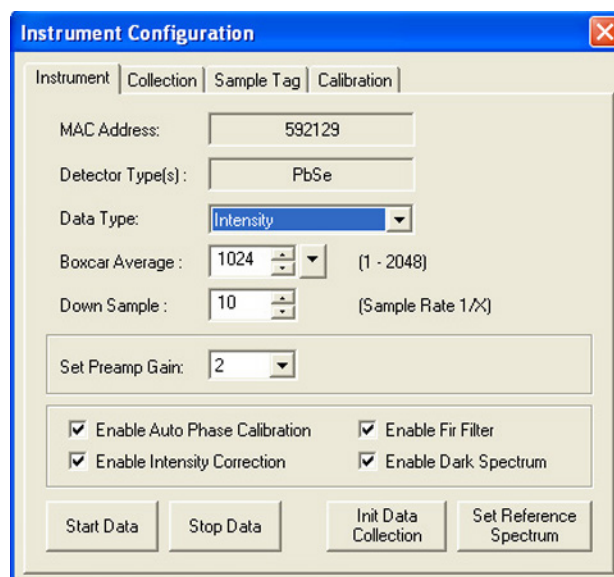 Instrument Configuration
Instrument Collection Sample Tag Calibration
MAC Address: 592129
Detector Type(s) : PbSe
Data Type: Intensity
Boxcar Average : 1024 (1 - 2048)
Down Sample : 10 (Sample Rate 1/X)
Set Preamp Gain: 2
Enable Auto Phase Calibration Enable Fir Filter
Enable Intensity Correction Enable Dark Spectrum
Start Data Stop Data Init Data Collection Set Reference Spectrum